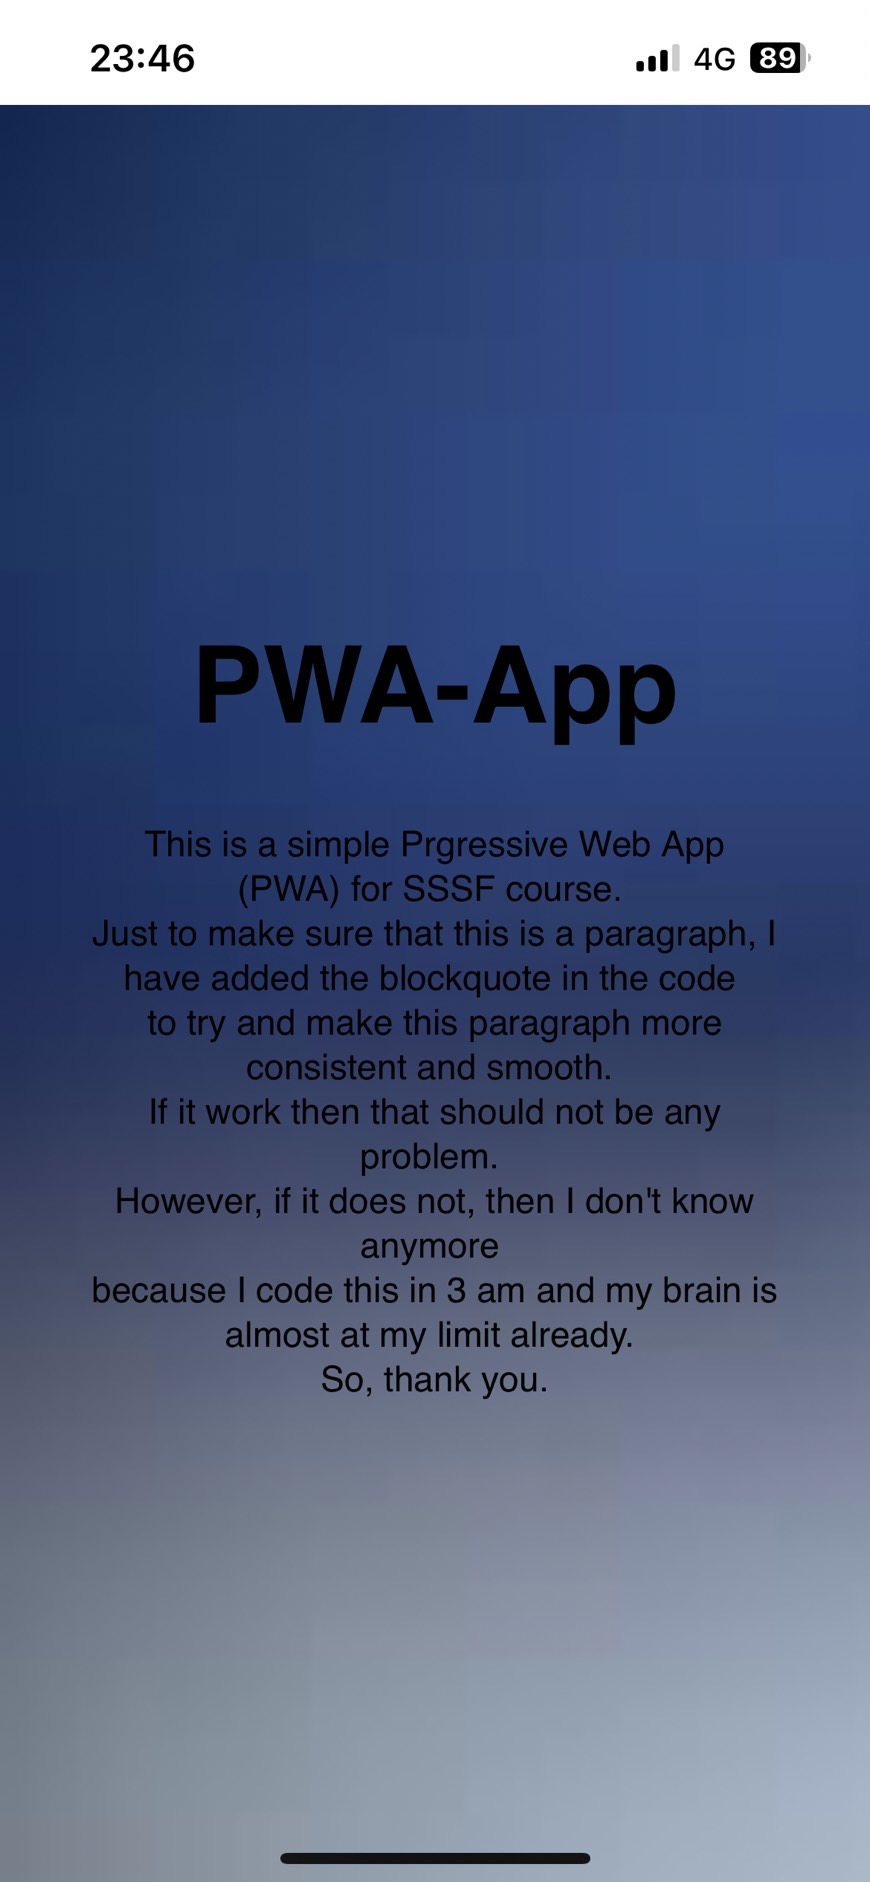 23:46
4G 89
PWA-App
This is a simple Prgressive Web App
(PWA) for SSSF course.
Just to make sure that this is a paragraph, I
have added the blockquote in the code
to try and make this paragraph more
consistent and smooth.
If it work then that should not be any
problem.
However, if it does not, then I don't know
anymore
because I code this in 3 am and my brain is
almost at my limit already.
So, thank you.